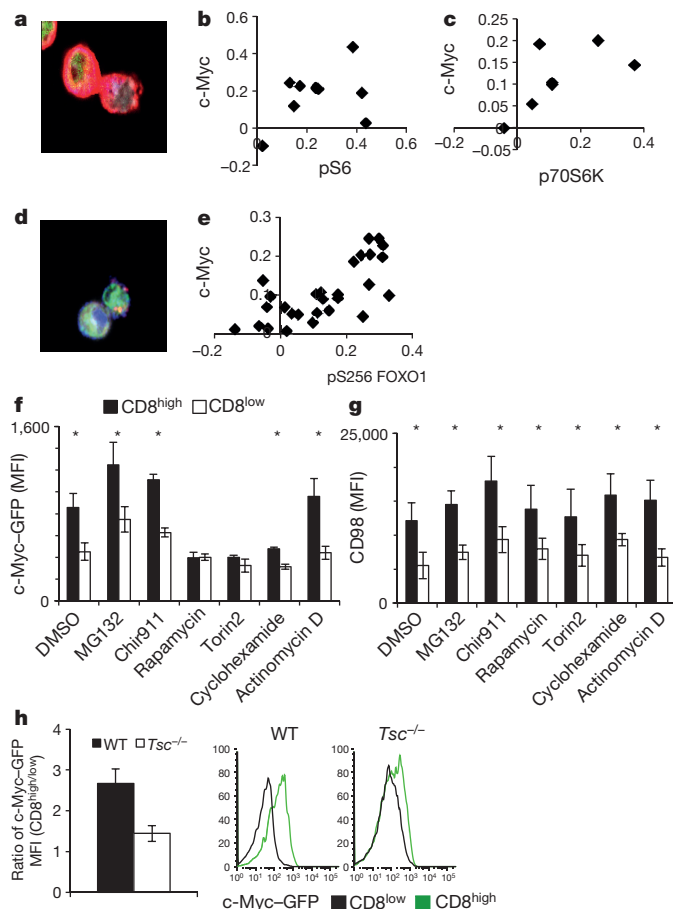 a
b
c-Myc
0.6
0.4
0.2
0
−0.2
0
0.2
0.4
0.6
pS6
c
c-Myc
0.25
0.2
0.15
0.1
0.05
0
−0.05
0
0.2
0.4
p70S6K
d
e
c-Myc
0.3
0.2
0.1
−0.2
0
0.2
0.4
pS256 FOXO1
f
CD8high
CD8low
c-Myc–GFP (MFI)
1,600
0
* * * * *
DMSO
MG132
Chir911
Rapamycin
Torin2
Cyclohexamide
Actinomycin D
g
CD98 (MFI)
25,000
0
* * * * * * *
DMSO
MG132
Chir911
Rapamycin
Torin2
Cyclohexamide
Actinomycin D
h
Ratio of c-Myc–GFP
MFI (CD8high/low)
4
3
2
1
0
WT
Tsc−/−
WT
100
80
60
40
20
0
100 101 102 103 104 105
Tsc−/−
100
80
60
40
20
0
100 101 102 103 104 105
c-Myc–GFP
CD8low
CD8high